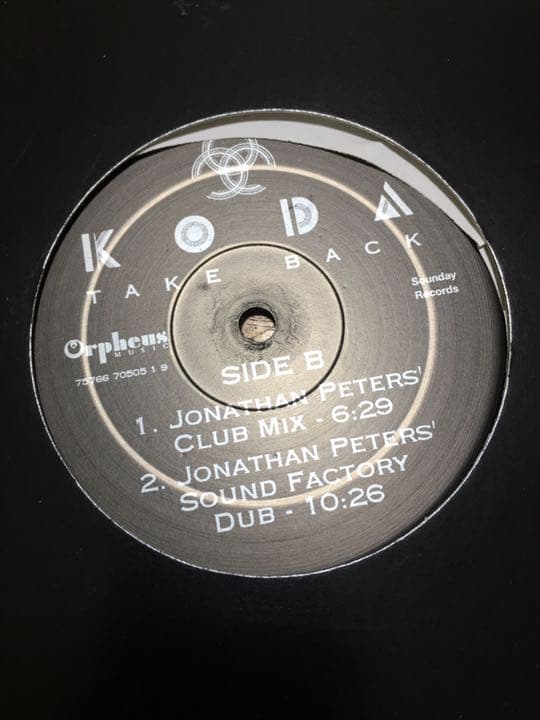 KODA
TAKE BACK
Sounday
Records
Orpheus
MUSIC
75766 70505 1 9
SIDE B
1. JONATHAN PETERS'
CLUB MIX - 6:29
2. JONATHAN PETERS'
SOUND FACTORY
DUB - 10:26